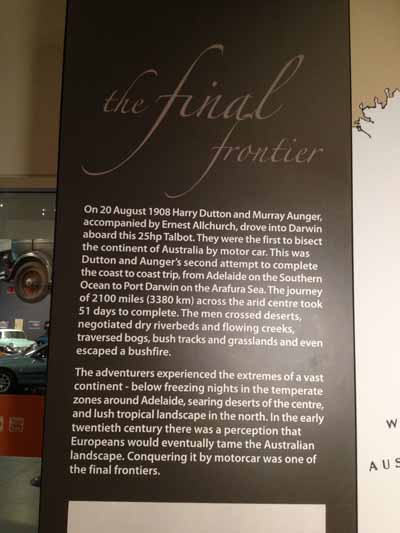 the final
frontier
On 20 August 1908 Harry Dutton and Murray Aunger,
accompanied by Ernest Allchurch, drove into Darwin
aboard this 25hp Talbot. They were the first to bisect
the continent of Australia by motor car. This was
Dutton and Aunger's second attempt to complete
the coast to coast trip, from Adelaide on the Southern
Ocean to Port Darwin on the Arafura Sea. The journey
of 2100 miles (3380 km) across the arid centre took
51 days to complete. The men crossed deserts,
negotiated dry riverbeds and flowing creeks,
traversed bogs, bush tracks and grasslands and even
escaped a bushfire.
The adventurers experienced the extremes of a vast
continent - below freezing nights in the temperate
zones around Adelaide, searing deserts of the centre,
and lush tropical landscape in the north. In the early
twentieth century there was a perception that
Europeans would eventually tame the Australian
landscape. Conquering it by motorcar was one of
the final frontiers.
W
AUS